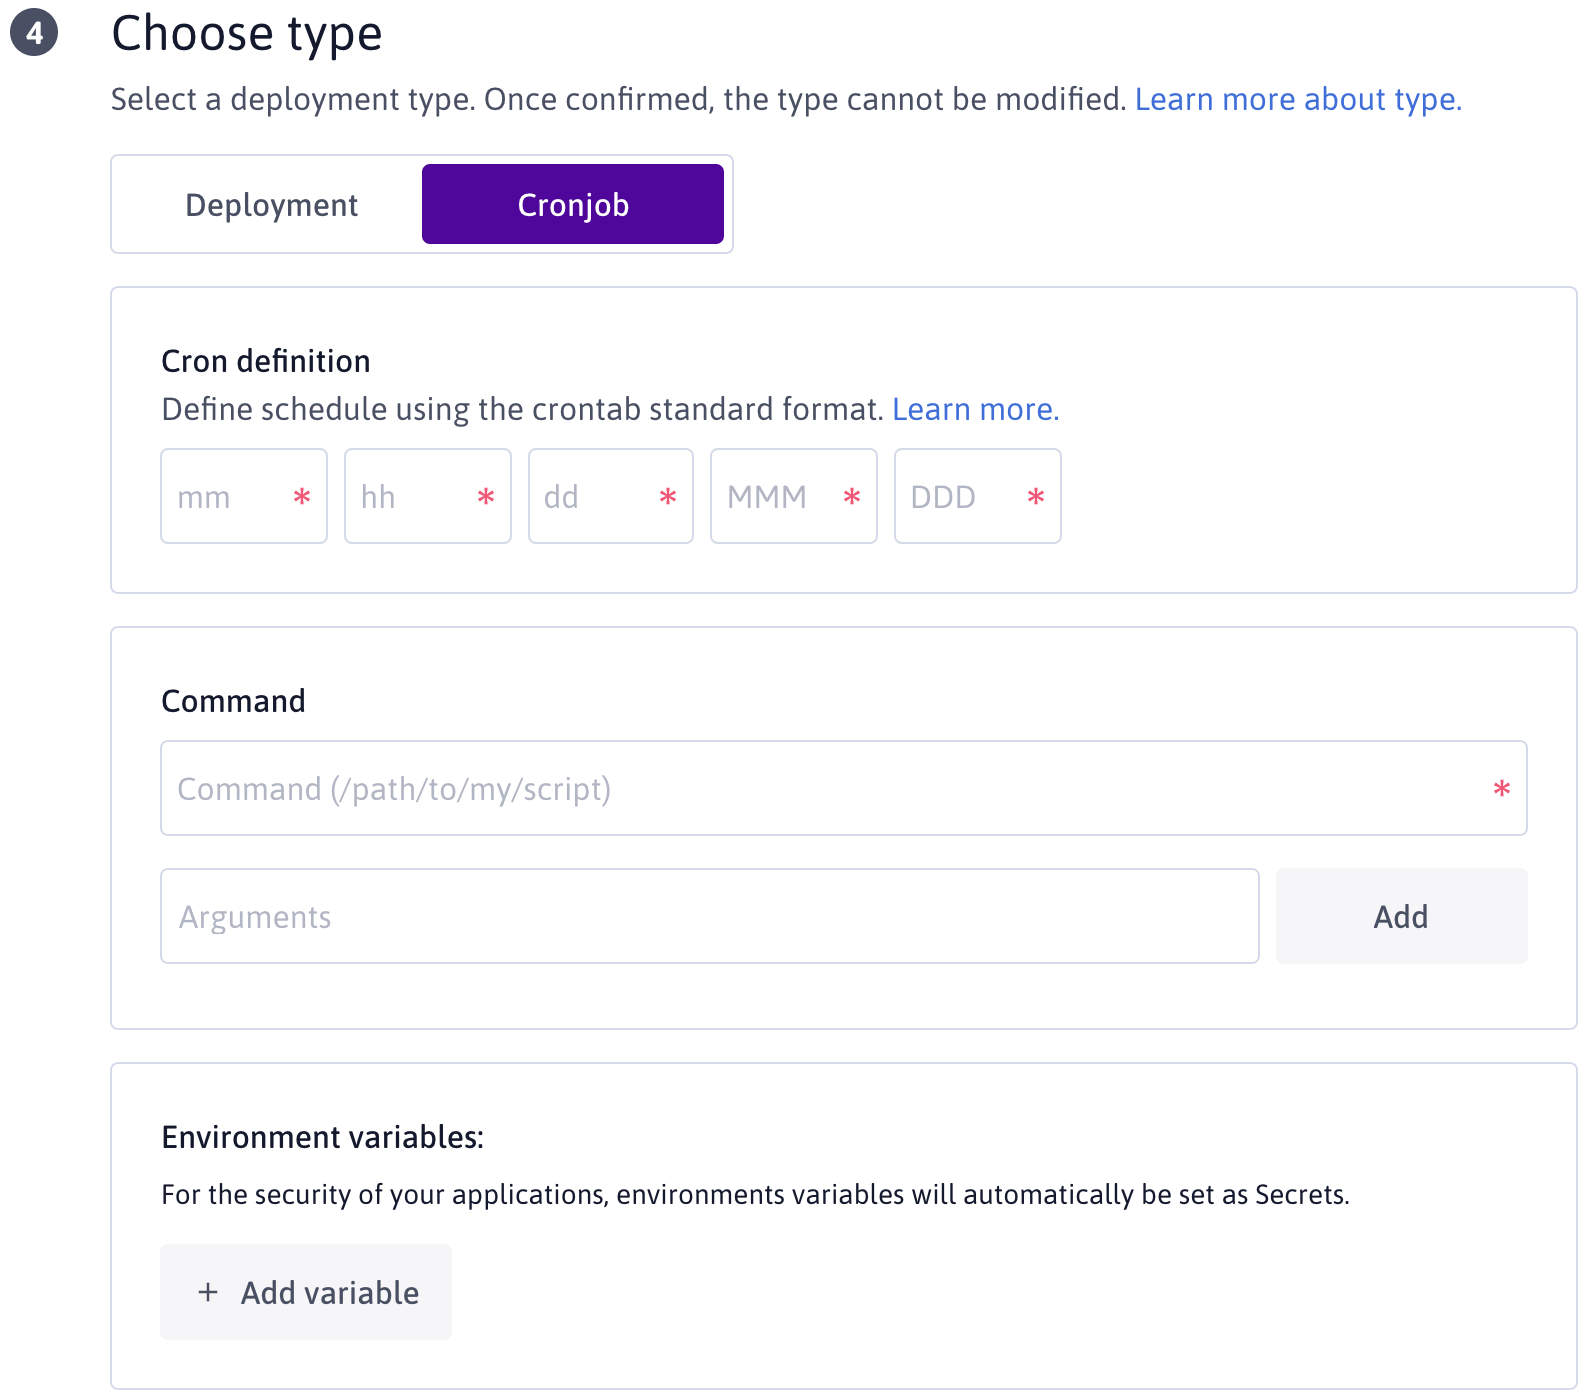 4
Choose type
Select a deployment type. Once confirmed, the type cannot be modified. Learn more about type.
Deployment Cronjob
Cron definition
Define schedule using the crontab standard format. Learn more.
mm * hh * dd * MMM * DDD *
Command
Command (/path/to/my/script) *
Arguments Add
Environment variables:
For the security of your applications, environments variables will automatically be set as Secrets.
+ Add variable